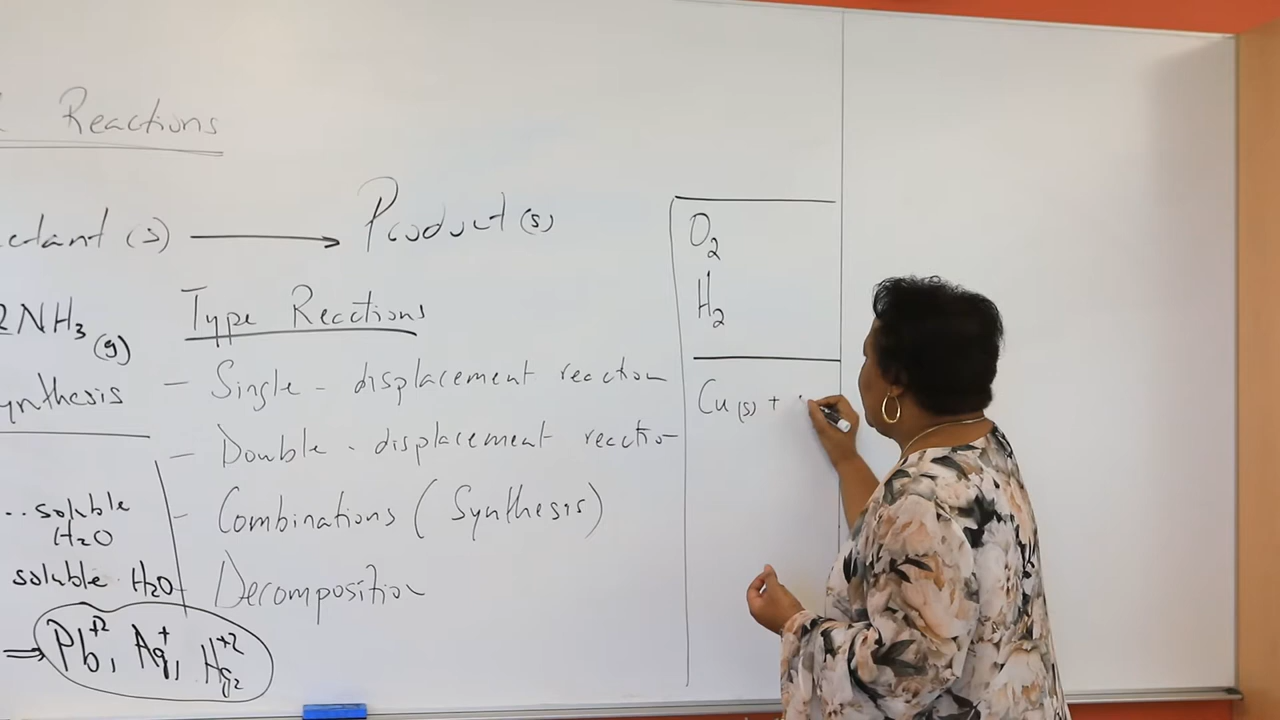 Reactions
ctant (s) ⟶ Product (s)
2NH₃ (g)
ynthesis
Type Reactions
- Single - displacement reaction
- Double - displacement reactio
- Combinations (Synthesis)
- Decomposition
.. soluble
H₂O
soluble H₂O
⇒ Pb⁺², Ag⁺, Hg₂⁺²
O₂
H₂
Cu (s) +